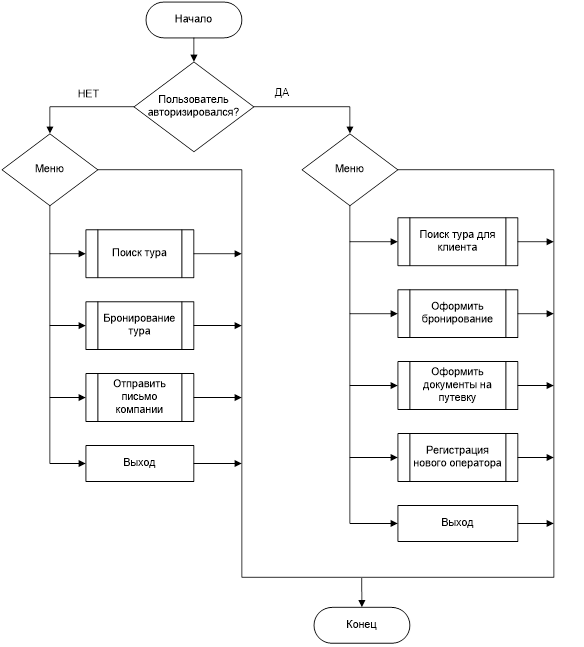 Начало
Пользователь
авторизировался?
НЕТ
ДА
Меню
Поиск тура
Бронирование
тура
Отправить
письмо
компании
Выход
Меню
Поиск тура для
клиента
Оформить
бронирование
Оформить
документы на
путевку
Регистрация
нового оператора
Выход
Конец